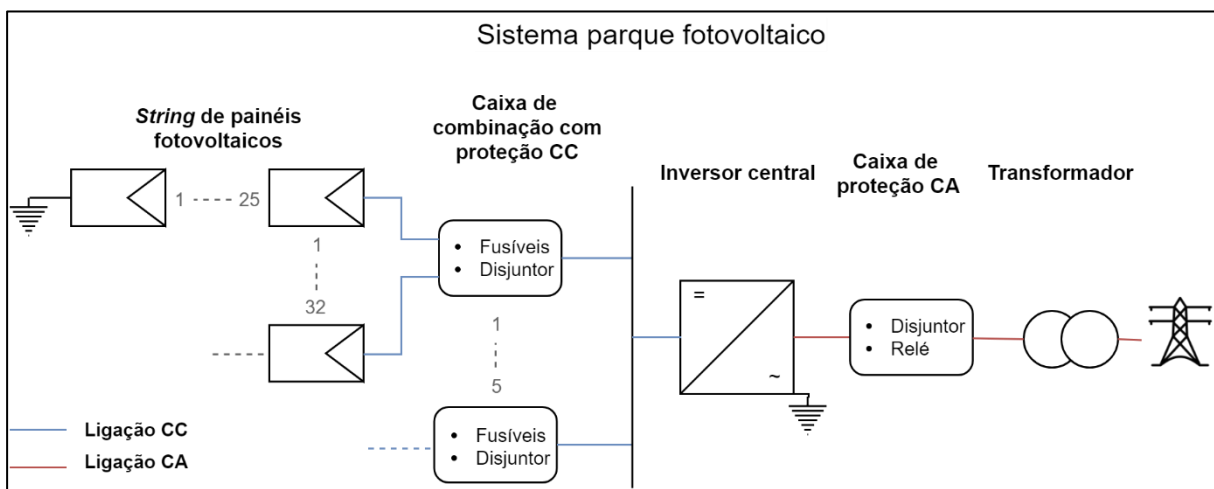 Sistema parque fotovoltaico
String de painéis
fotovoltaicos
Caixa de
combinação com
proteção CC
Inversor central
Caixa de
proteção CA
Transformador
1 25
1
32
• Fusíveis
• Disjuntor
1
5
• Fusíveis
• Disjuntor
=
~
• Disjuntor
• Relé
Ligação CC
Ligação CA